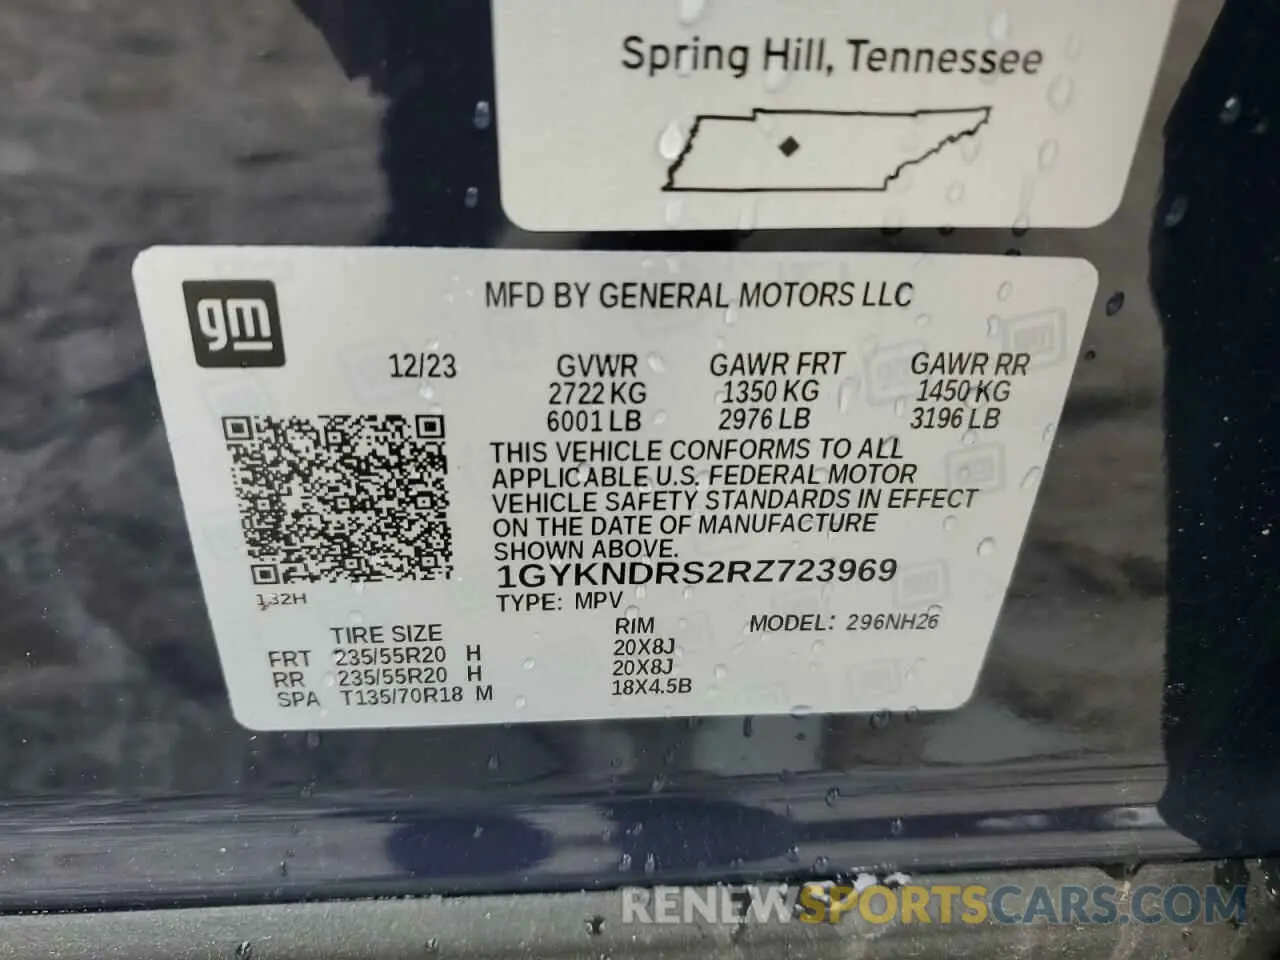 Spring Hill, Tennessee
gm
MFD BY GENERAL MOTORS LLC
12/23 GVWR GAWR FRT GAWR RR
2722 KG 1350 KG 1450 KG
6001 LB 2976 LB 3196 LB
THIS VEHICLE CONFORMS TO ALL
APPLICABLE U.S. FEDERAL MOTOR
VEHICLE SAFETY STANDARDS IN EFFECT
ON THE DATE OF MANUFACTURE
SHOWN ABOVE.
1GYKNDRS2RZ723969
TYPE: MPV
132H
MODEL: 296NH26
TIRE SIZE RIM
FRT 235/55R20 H 20X8J
RR 235/55R20 H 20X8J
SPA T135/70R18 M 18X4.5B
RENEWSPORTSCARS.COM